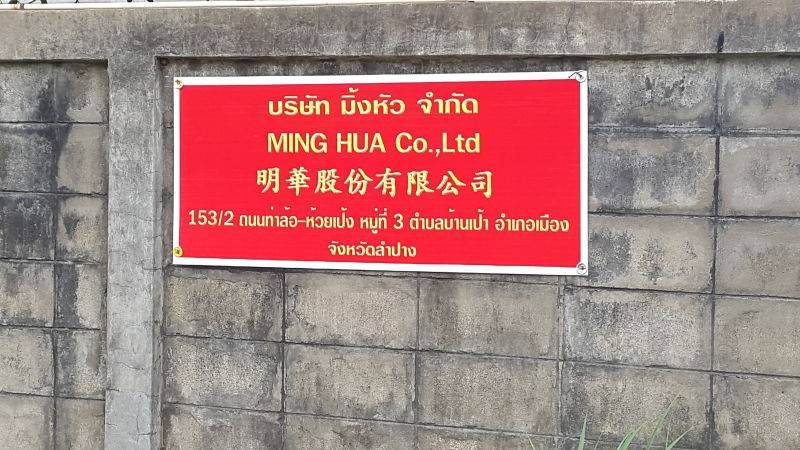 บริษัท มิ้งหัว จำกัด
MING HUA Co.,Ltd
明華股份有限公司
153/2 ถนนท่าล้อ-ห้วยเป้ง หมู่ที่ 3 ตำบลบ้านเป้า อำเภอเมือง
จังหวัดลำปาง